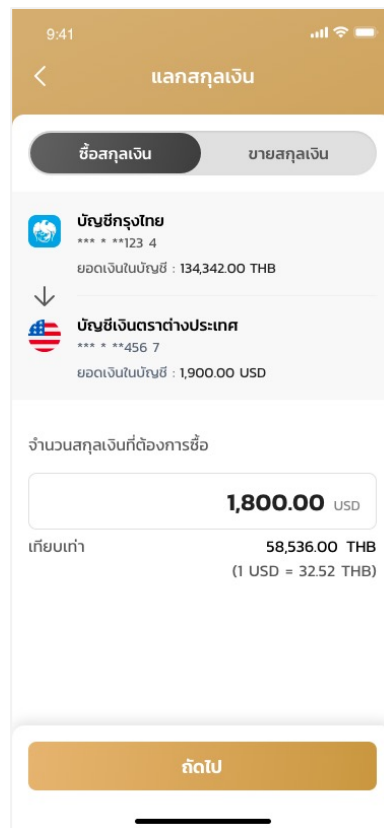 9:41
แลกสกุลเงิน
ซื้อสกุลเงิน
ขายสกุลเงิน
บัญชีกรุงไทย
*** * **123 4
ยอดเงินในบัญชี : 134,342.00 THB
บัญชีเงินตราต่างประเทศ
*** * **456 7
ยอดเงินในบัญชี : 1,900.00 USD
จำนวนสกุลเงินที่ต้องการซื้อ
1,800.00 USD
เทียบเท่า 58,536.00 THB
(1 USD = 32.52 THB)
ถัดไป